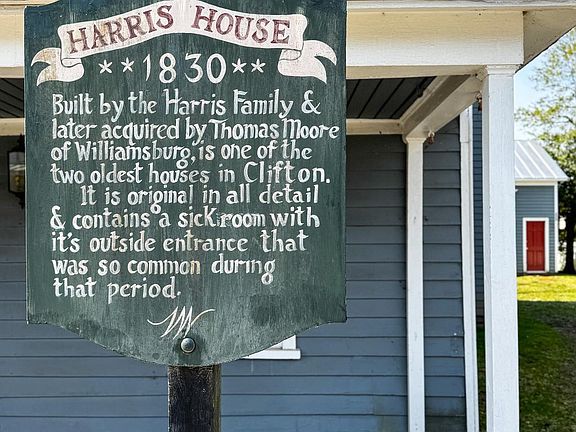 HARRIS HOUSE
**1830**
Built by the Harris Family &
later acquired by Thomas Moore
of Williamsburg, is one of the
two oldest houses in Clifton.
It is original in all detail
& contains a sick room with
it's outside entrance that
was so common during
that period.